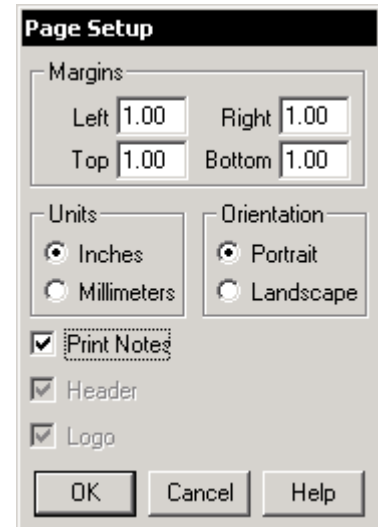 Page Setup
Margins
Left 1.00 Right 1.00
Top 1.00 Bottom 1.00
Units Orientation
Inches Portrait
Millimeters Landscape
Print Notes
Header
Logo
OK Cancel Help